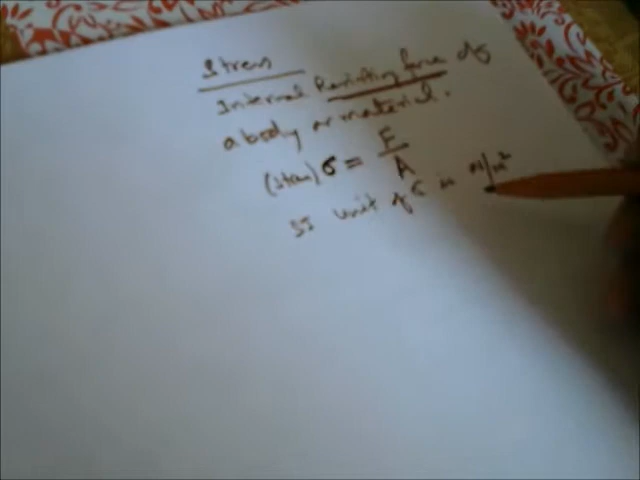 Stress
Internal Resisting force of
a body or material.
(stress) σ = F/A
SI unit of σ is N/m²